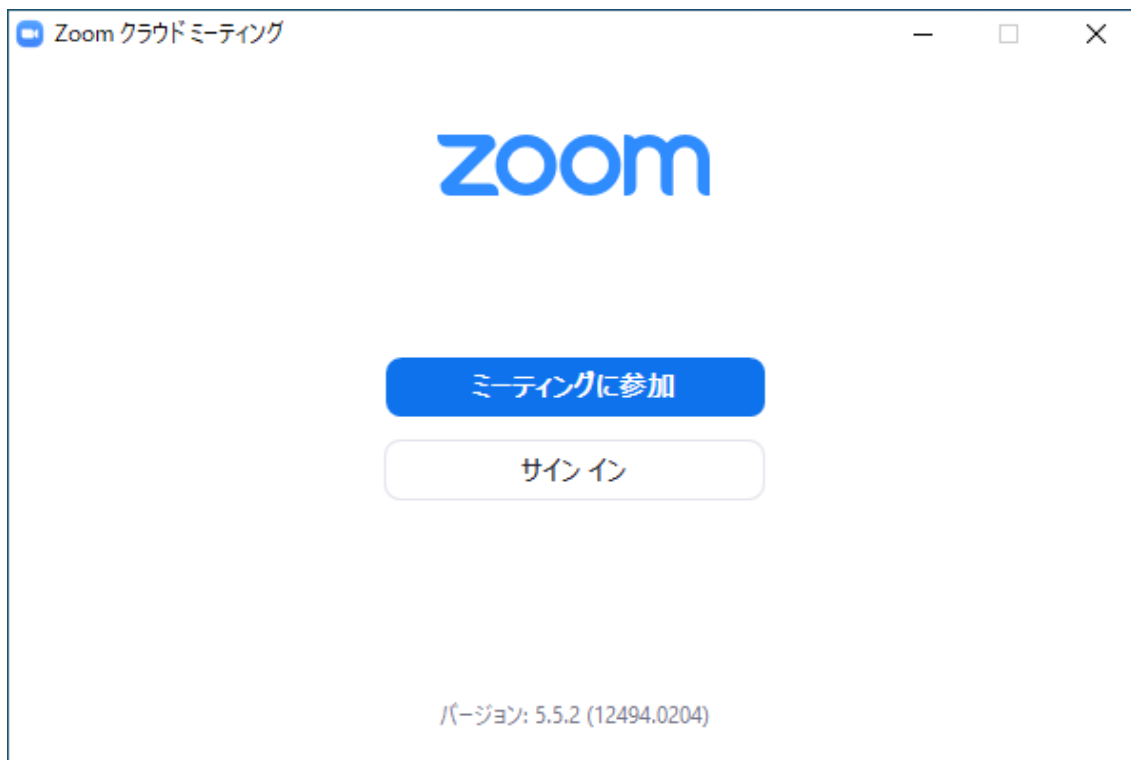 Zoom クラウド ミーティング
zoom
ミーティングに参加
サイン イン
バージョン: 5.5.2 (12494.0204)